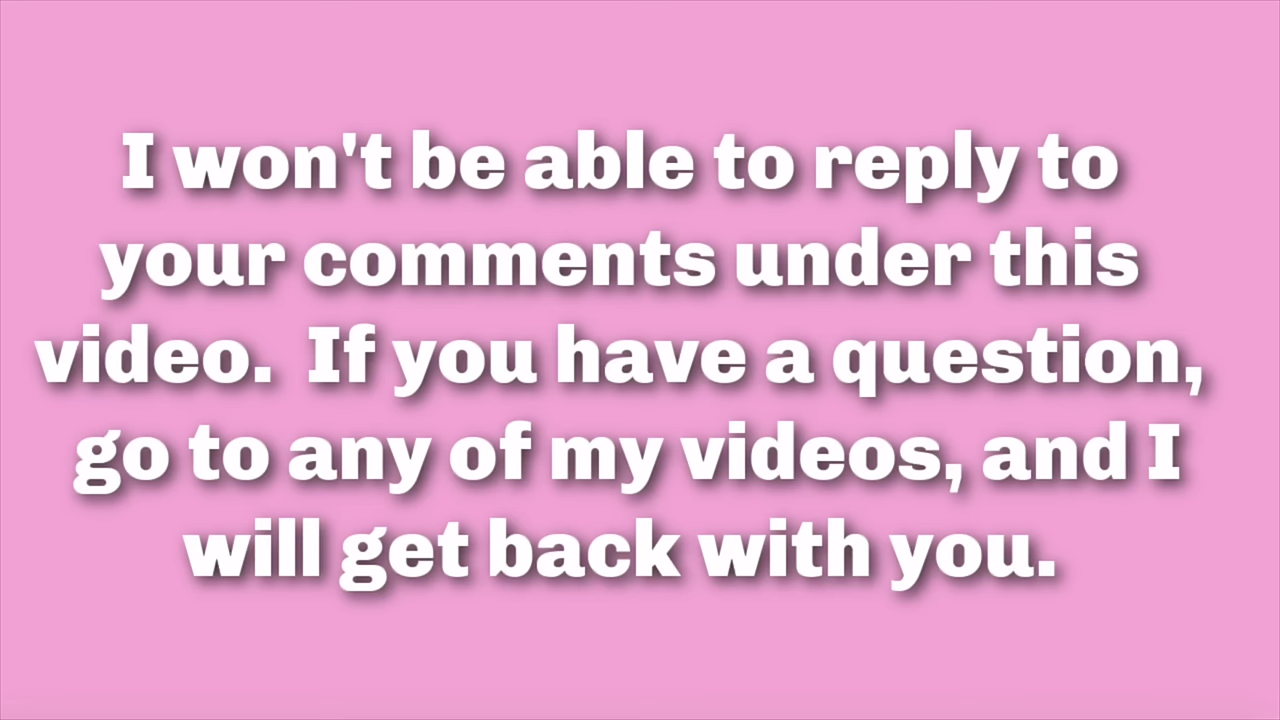 I won't be able to reply to
your comments under this
video.  If you have a question,
go to any of my videos, and I
will get back with you.